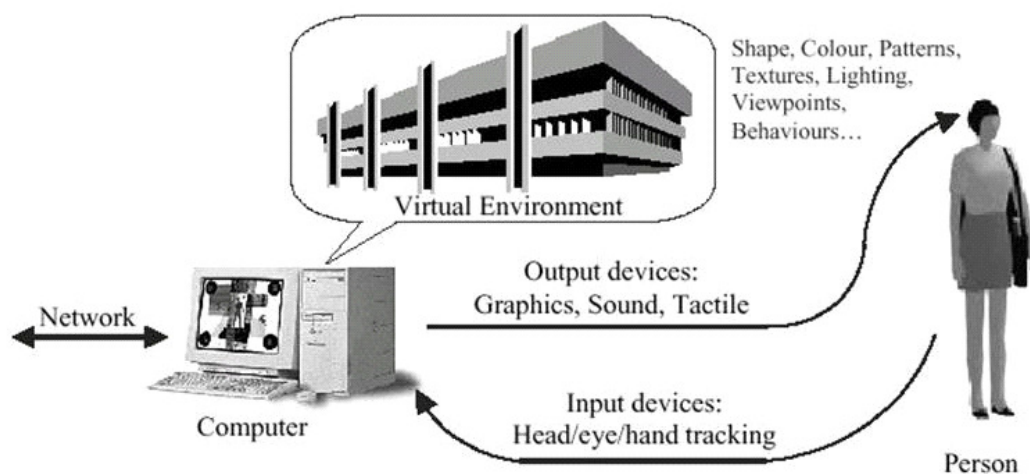 Shape, Colour, Patterns,
Textures, Lighting,
Viewpoints,
Behaviours...
Virtual Environment
Output devices:
Graphics, Sound, Tactile
Network
Computer
Input devices:
Head/eye/hand tracking
Person